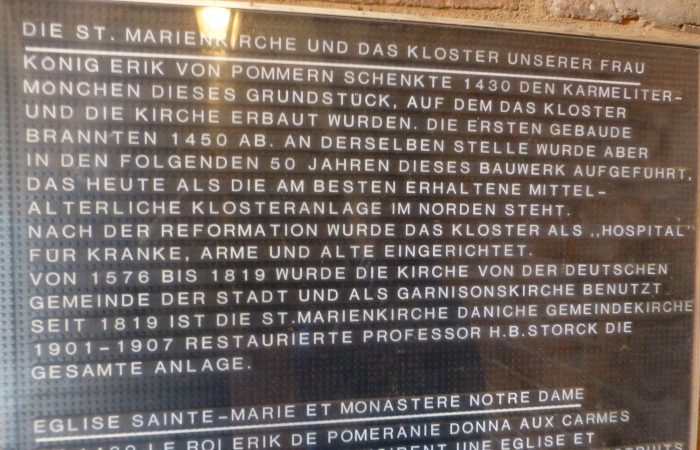 DIE ST. MARIENKIRCHE UND DAS KLOSTER UNSERER FRAU
KÖNIG ERIK VON POMMERN SCHENKTE 1430 DEN KARMELITER-
MÖNCHEN DIESES GRUNDSTÜCK, AUF DEM DAS KLOSTER
UND DIE KIRCHE ERBAUT WURDEN. DIE ERSTEN GEBAUDE
BRANNTEN 1450 AB. AN DERSELBEN STELLE WURDE ABER
IN DEN FOLGENDEN 50 JAHREN DIESES BAUWERK AUFGEFUHRT,
DAS HEUTE ALS DIE AM BESTEN ERHALTENE MITTEL-
ALTERLICHE KLOSTERANLAGE IM NORDEN STEHT.
NACH DER REFORMATION WURDE DAS KLOSTER ALS ,,HOSPITAL"
FÜR KRANKE, ARME UND ALTE EINGERICHTET.
VON 1576 BIS 1819 WURDE DIE KIRCHE VON DER DEUTSCHEN
GEMEINDE DER STADT UND ALS GARNISONSKIRCHE BENUTZT
SEIT 1819 IST DIE ST.MARIENKIRCHE DANICHE GEMEINDEKIRCHE
1901-1907 RESTAURIERTE PROFESSOR H.B.STORCK DIE
GESAMTE ANLAGE.
EGLISE SAINTE-MARIE ET MONASTERE NOTRE DAME
LE ROI ERIK DE POMERANIE DONNA AUX CARMES
UNE EGLISE ET